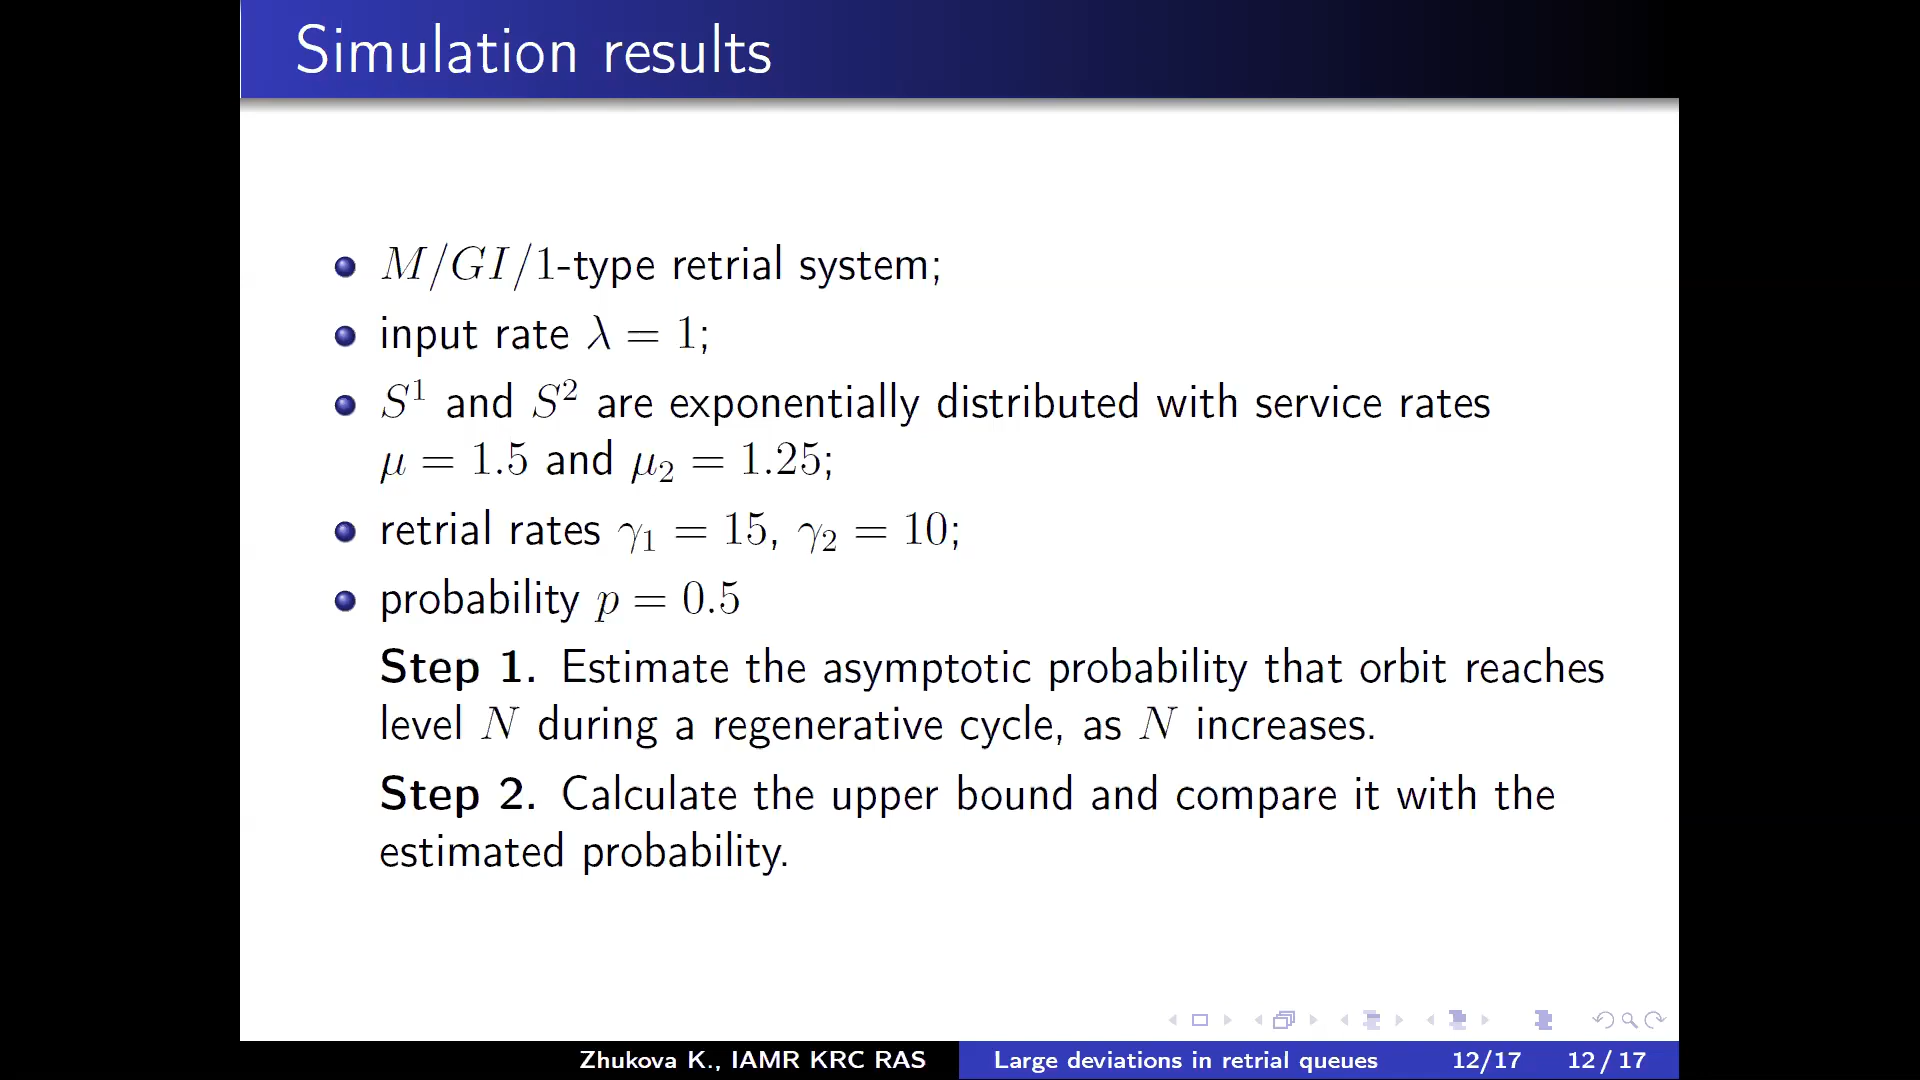 Simulation results
M/GI/1-type retrial system;
input rate λ = 1;
S¹ and S² are exponentially distributed with service rates
μ = 1.5 and μ₂ = 1.25;
retrial rates γ₁ = 15, γ₂ = 10;
probability p = 0.5
Step 1. Estimate the asymptotic probability that orbit reaches
level N during a regenerative cycle, as N increases.
Step 2. Calculate the upper bound and compare it with the
estimated probability.
Zhukova K., IAMR KRC RAS Large deviations in retrial queues 12/17 12 / 17